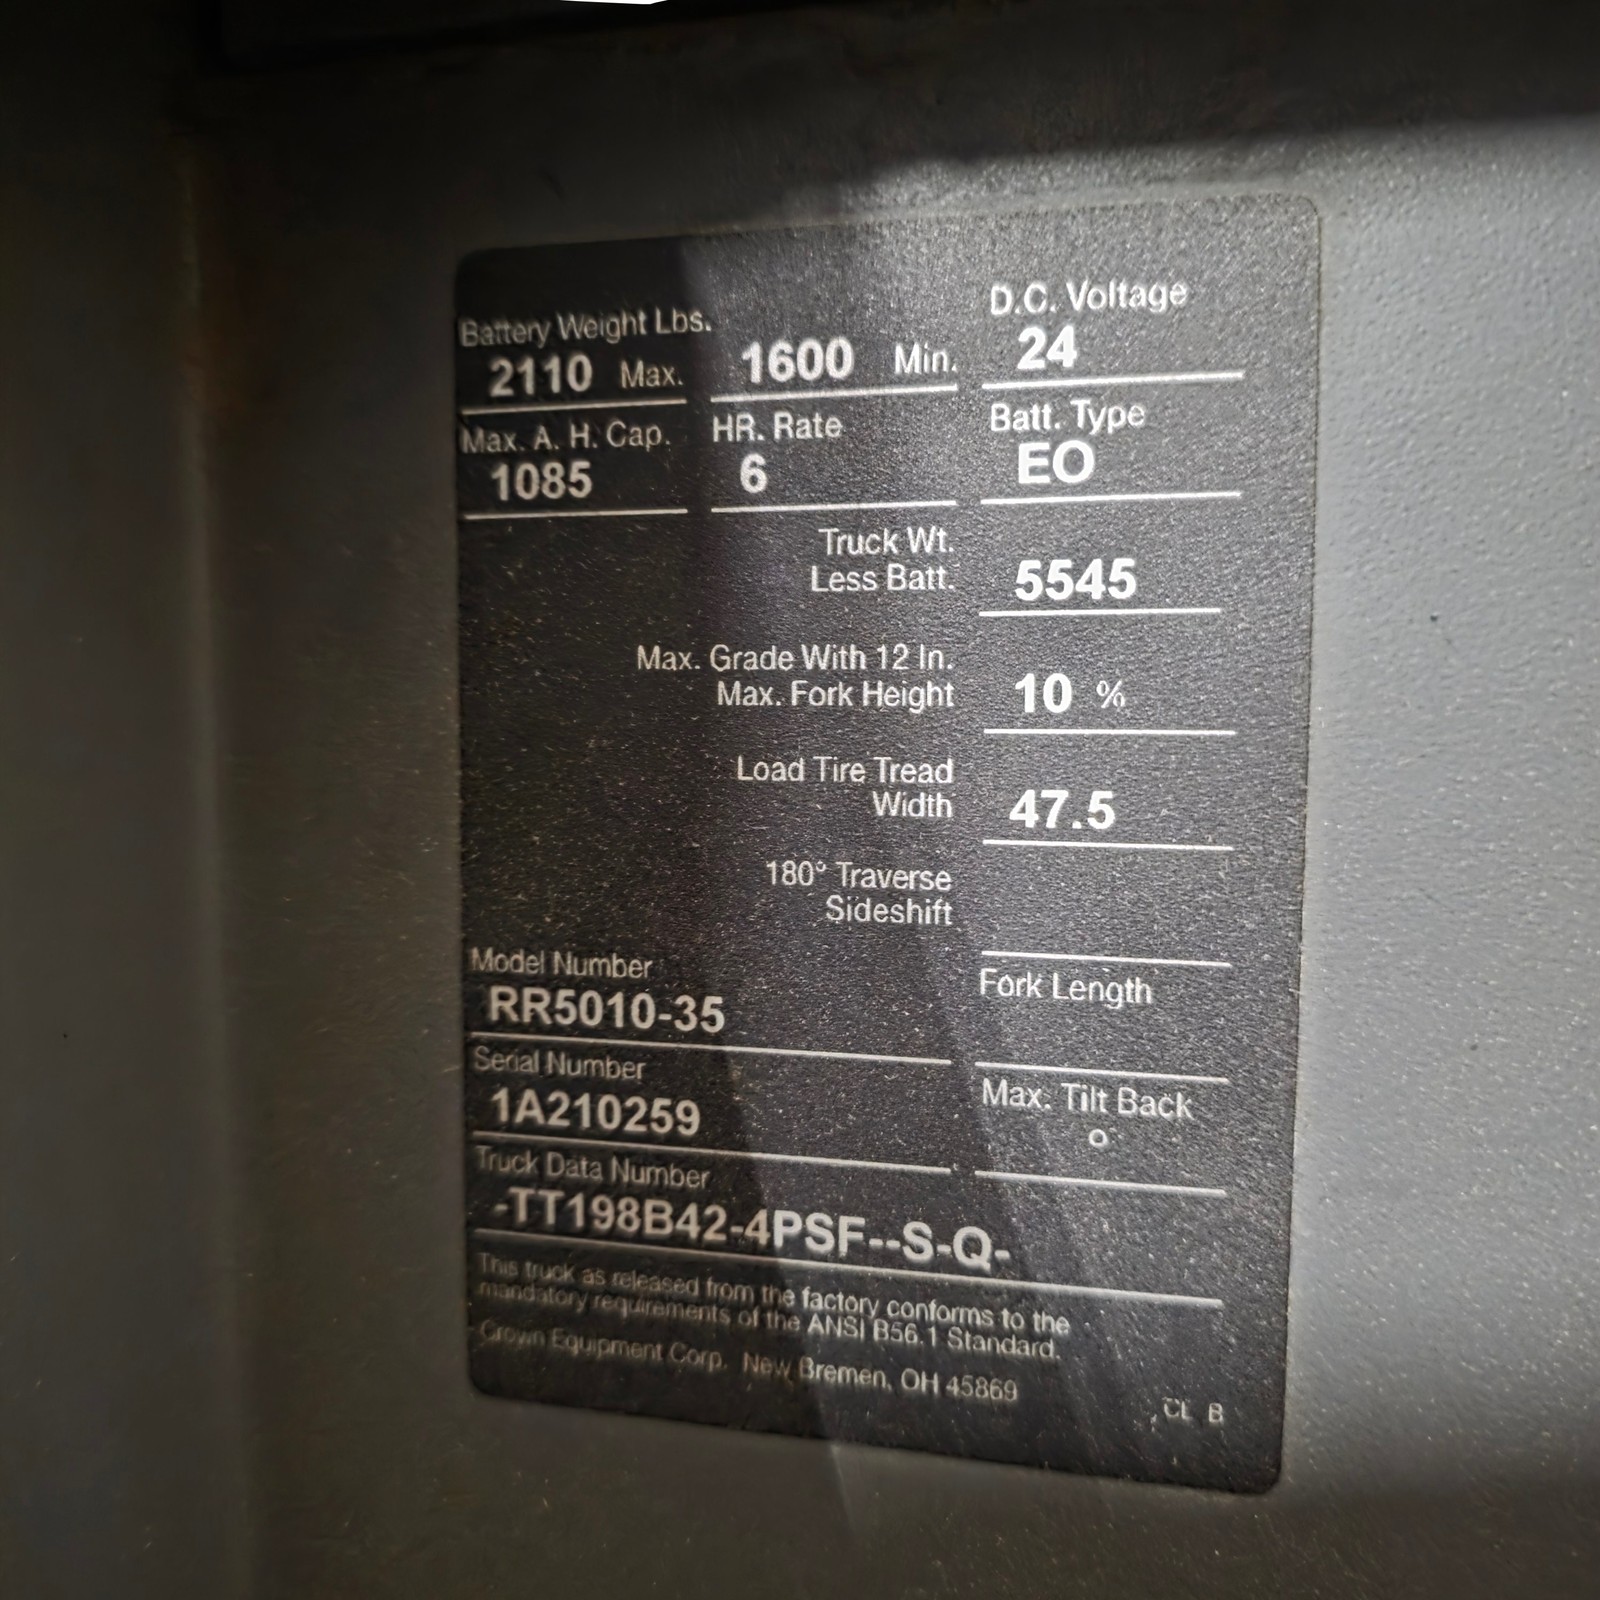 Battery Weight Lbs.
2110 Max. 1600 Min.
D.C. Voltage
24
Max. A. H. Cap.
1085
HR. Rate
6
Batt. Type
EO
Truck Wt.
Less Batt. 5545
Max. Grade With 12 In.
Max. Fork Height 10 %
Load Tire Tread
Width 47.5
180° Traverse
Sideshift
Model Number
RR5010-35
Fork Length
Serial Number
1A210259
Max. Tilt Back
°
Truck Data Number
-TT198B42-4PSF--S-Q-
This truck as released from the factory conforms to the
mandatory requirements of the ANSI B56.1 Standard.
Crown Equipment Corp. New Bremen, OH 45869
CL B